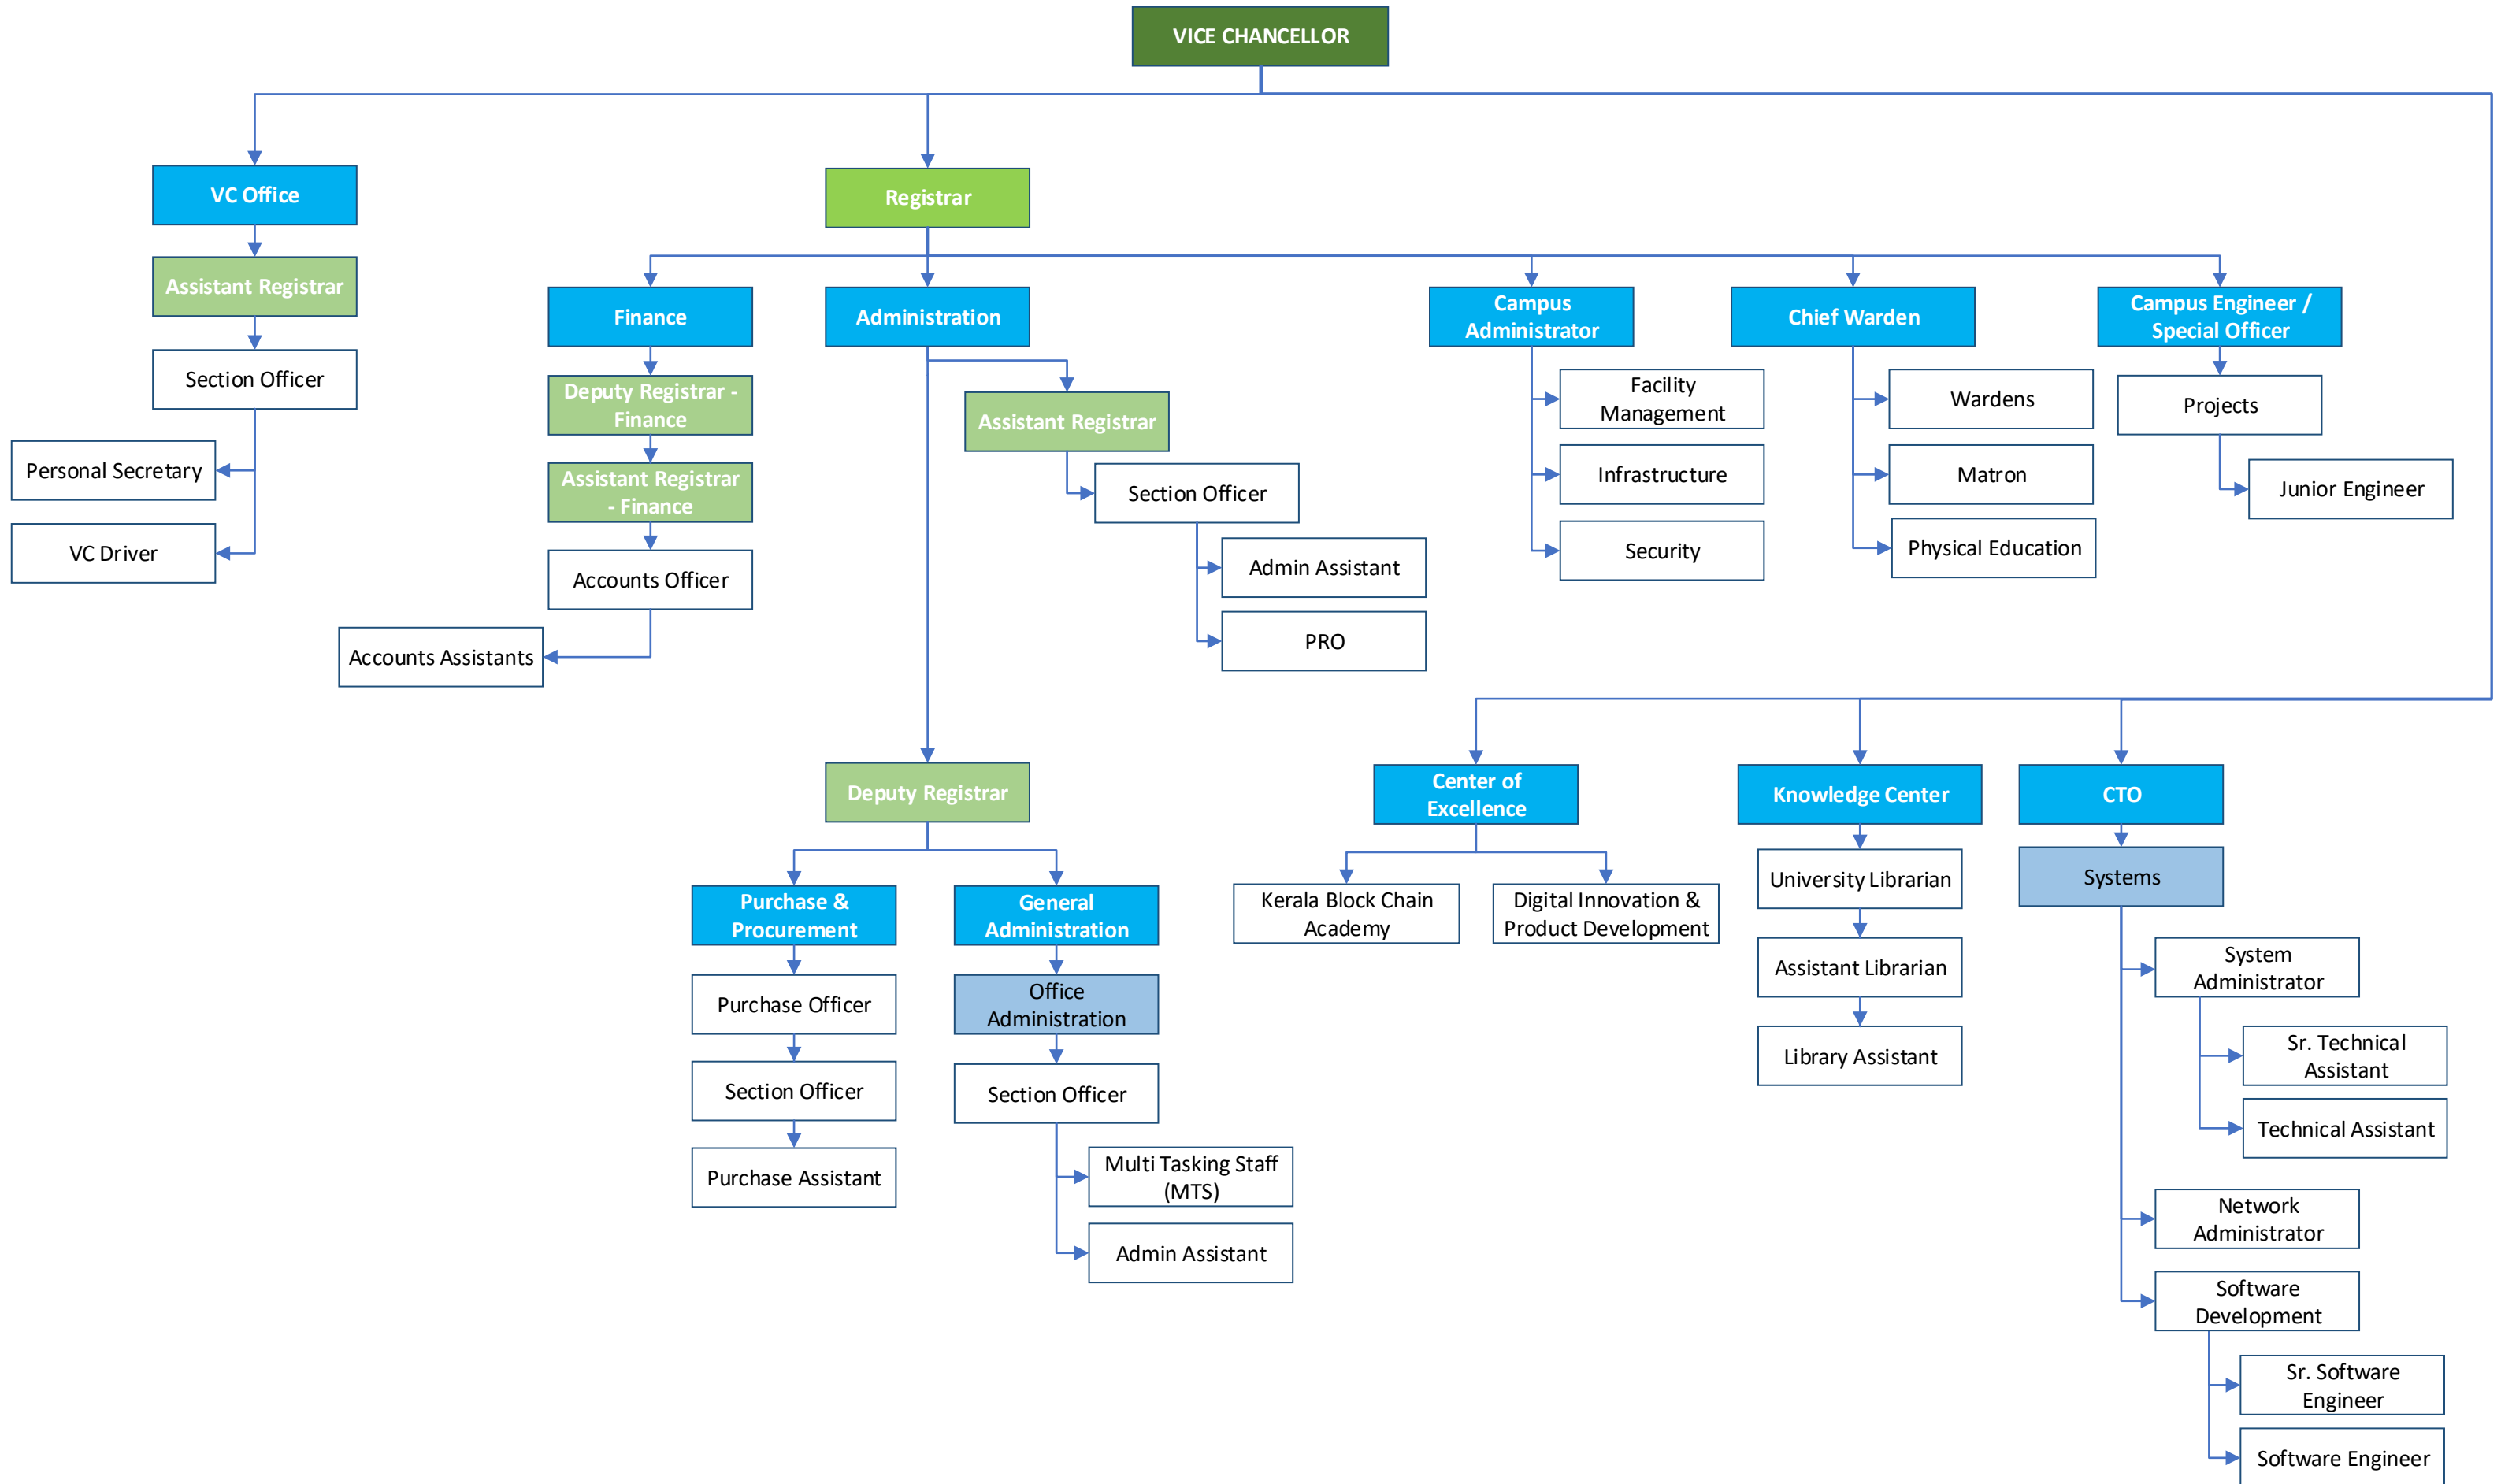 VICE CHANCELLOR
VC Office
Registrar
Assistant Registrar
Section Officer
Personal Secretary
VC Driver
Finance
Deputy Registrar -
Finance
Assistant Registrar
- Finance
Accounts Officer
Accounts Assistants
Administration
Assistant Registrar
Section Officer
Admin Assistant
PRO
Campus
Administrator
Facility
Management
Infrastructure
Security
Chief Warden
Wardens
Matron
Physical Education
Campus Engineer /
Special Officer
Projects
Junior Engineer
Deputy Registrar
Purchase &
Procurement
Purchase Officer
Section Officer
Purchase Assistant
General
Administration
Office
Administration
Section Officer
Multi Tasking Staff
(MTS)
Admin Assistant
Center of
Excellence
Kerala Block Chain
Academy
Digital Innovation &
Product Development
Knowledge Center
University Librarian
Assistant Librarian
Library Assistant
CTO
Systems
System
Administrator
Sr. Technical
Assistant
Technical Assistant
Network
Administrator
Software
Development
Sr. Software
Engineer
Software Engineer